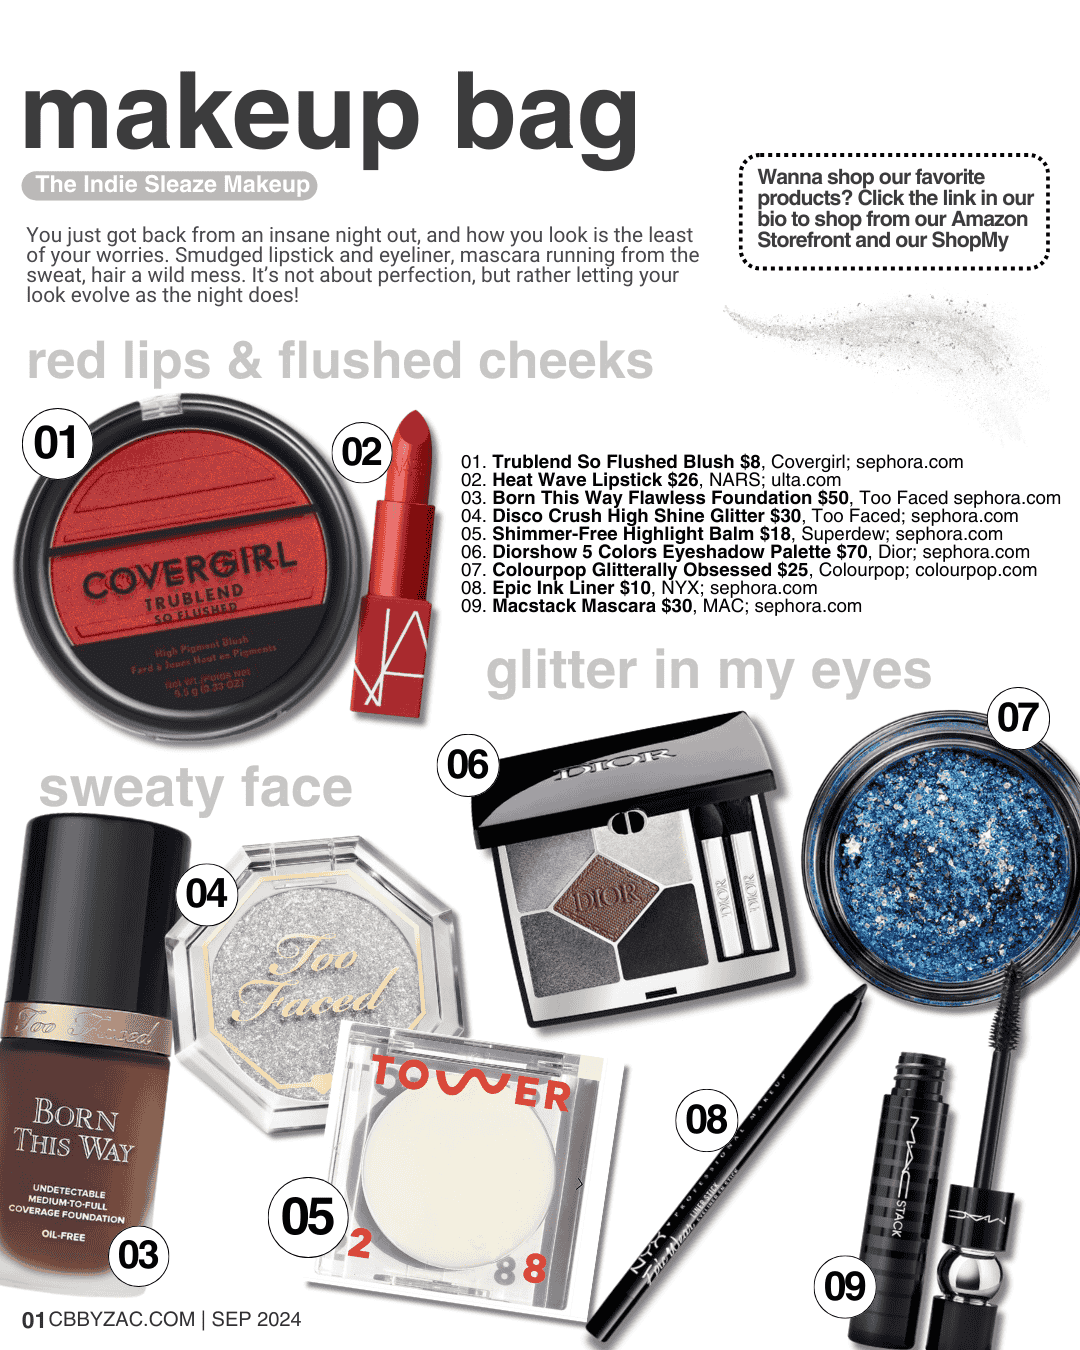 makeup bag
The Indie Sleaze Makeup
You just got back from an insane night out, and how you look is the least
of your worries. Smudged lipstick and eyeliner, mascara running from the
sweat, hair a wild mess. It's not about perfection, but rather letting your
look evolve as the night does!
Wanna shop our favorite
products? Click the link in our
bio to shop from our Amazon
Storefront and our ShopMy
red lips & flushed cheeks
01
COVERGIRL
TRUBLEND
SO FLUSHED
High Pigment Blush
Fard à Joues Haut en Pigments
Net Wt./Poids Net
9.5 g (0.33 OZ)
02
NARS
01. Trublend So Flushed Blush $8, Covergirl; sephora.com
02. Heat Wave Lipstick $26, NARS; ulta.com
03. Born This Way Flawless Foundation $50, Too Faced sephora.com
04. Disco Crush High Shine Glitter $30, Too Faced; sephora.com
05. Shimmer-Free Highlight Balm $18, Superdew; sephora.com
06. Diorshow 5 Colors Eyeshadow Palette $70, Dior; sephora.com
07. Colourpop Glitterally Obsessed $25, Colourpop; colourpop.com
08. Epic Ink Liner $10, NYX; sephora.com
09. Macstack Mascara $30, MAC; sephora.com
glitter in my eyes
06
DIOR
DIOR
DIOR
DIOR
07
sweaty face
Too Faced
BORN
THIS WAY
UNDETECTABLE
MEDIUM-TO-FULL
COVERAGE FOUNDATION
OIL-FREE
03
04
Too
Faced
TOWER
2
8 8
05
08
NYX
PROFESSIONAL MAKEUP
Epic Wear
LINER STICK
MAC STACK
MAC
09
01 CBBYZAC.COM | SEP 2024